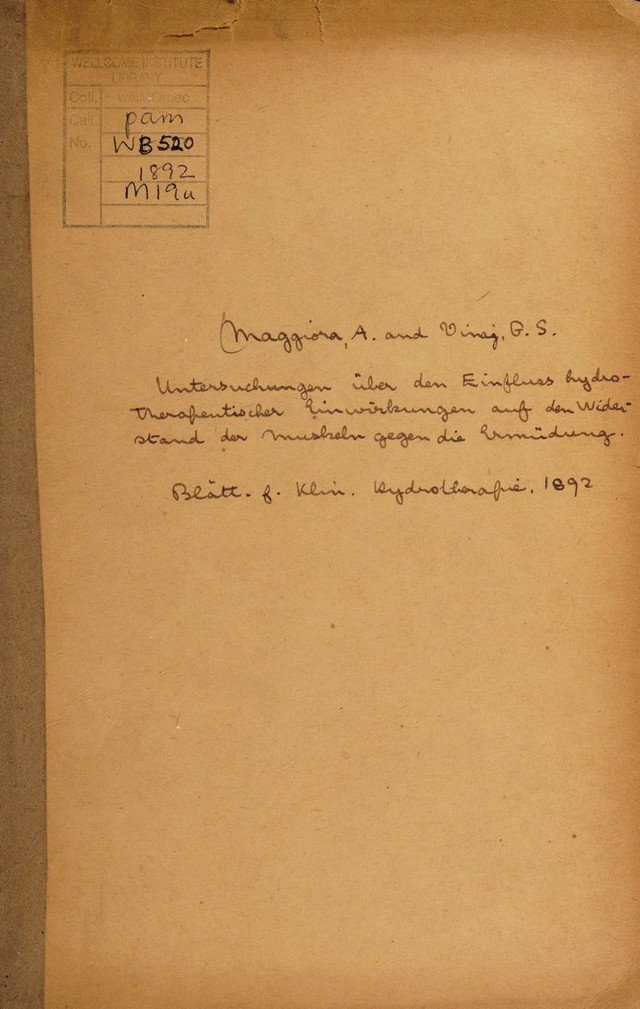 WELLCOME INSTITUTE
LIBRARY
Coll. welMOmec
Call pam
No. WB520
1892
M19u
Maggiora, A. and Vinaj, G. S.
Untersuchungen über den Einfluss hydro-
therapeutischer Einwirkungen auf den Wider-
stand der Muskeln gegen die Ermüdung.
Blätt. f. Klin. Hydrotherapie, 1892